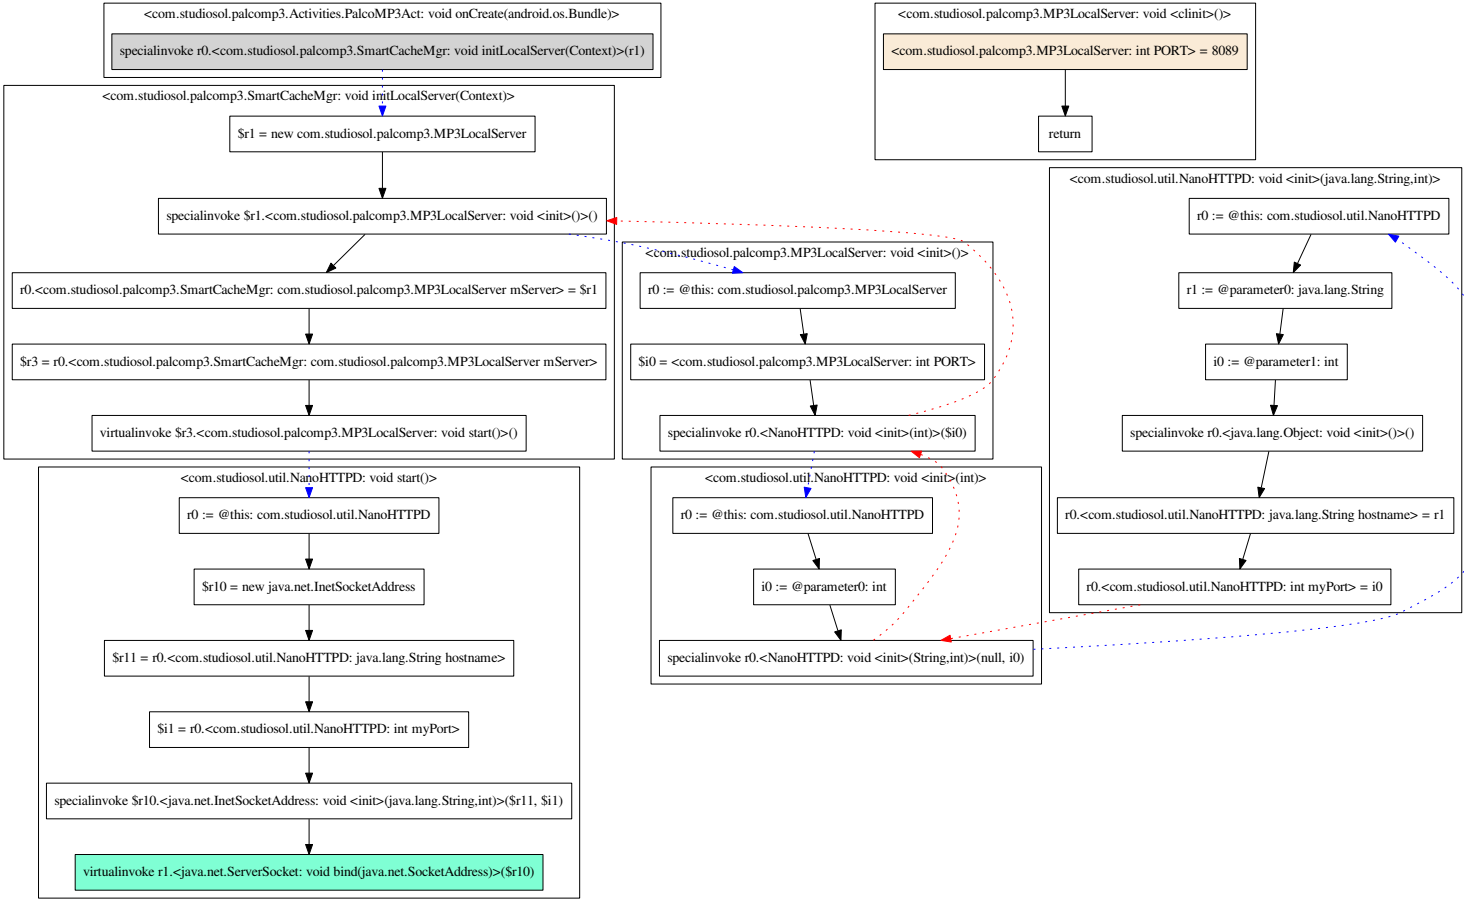 <com.studiosol.palcomp3.Activities.PalcoMP3Act: void onCreate(android.os.Bundle)>
specialinvoke r0.<com.studiosol.palcomp3.SmartCacheMgr: void initLocalServer(Context)>(r1)
<com.studiosol.palcomp3.SmartCacheMgr: void initLocalServer(Context)>
$r1 = new com.studiosol.palcomp3.MP3LocalServer
specialinvoke $r1.<com.studiosol.palcomp3.MP3LocalServer: void <init>()>()
r0.<com.studiosol.palcomp3.SmartCacheMgr: com.studiosol.palcomp3.MP3LocalServer mServer> = $r1
$r3 = r0.<com.studiosol.palcomp3.SmartCacheMgr: com.studiosol.palcomp3.MP3LocalServer mServer>
virtualinvoke $r3.<com.studiosol.palcomp3.MP3LocalServer: void start()>()
<com.studiosol.util.NanoHTTPD: void start()>
r0 := @this: com.studiosol.util.NanoHTTPD
$r10 = new java.net.InetSocketAddress
$r11 = r0.<com.studiosol.util.NanoHTTPD: java.lang.String hostname>
$i1 = r0.<com.studiosol.util.NanoHTTPD: int myPort>
specialinvoke $r10.<java.net.InetSocketAddress: void <init>(java.lang.String,int)>($r11, $i1)
virtualinvoke r1.<java.net.ServerSocket: void bind(java.net.SocketAddress)>($r10)
<com.studiosol.palcomp3.MP3LocalServer: void <init>()>
r0 := @this: com.studiosol.palcomp3.MP3LocalServer
$i0 = <com.studiosol.palcomp3.MP3LocalServer: int PORT>
specialinvoke r0.<NanoHTTPD: void <init>(int)>($i0)
<com.studiosol.util.NanoHTTPD: void <init>(int)>
r0 := @this: com.studiosol.util.NanoHTTPD
i0 := @parameter0: int
specialinvoke r0.<NanoHTTPD: void <init>(String,int)>(null, i0)
<com.studiosol.palcomp3.MP3LocalServer: void <clinit>()>
<com.studiosol.palcomp3.MP3LocalServer: int PORT> = 8089
return
<com.studiosol.util.NanoHTTPD: void <init>(java.lang.String,int)>
r0 := @this: com.studiosol.util.NanoHTTPD
r1 := @parameter0: java.lang.String
i0 := @parameter1: int
specialinvoke r0.<java.lang.Object: void <init>()>()
r0.<com.studiosol.util.NanoHTTPD: java.lang.String hostname> = r1
r0.<com.studiosol.util.NanoHTTPD: int myPort> = i0